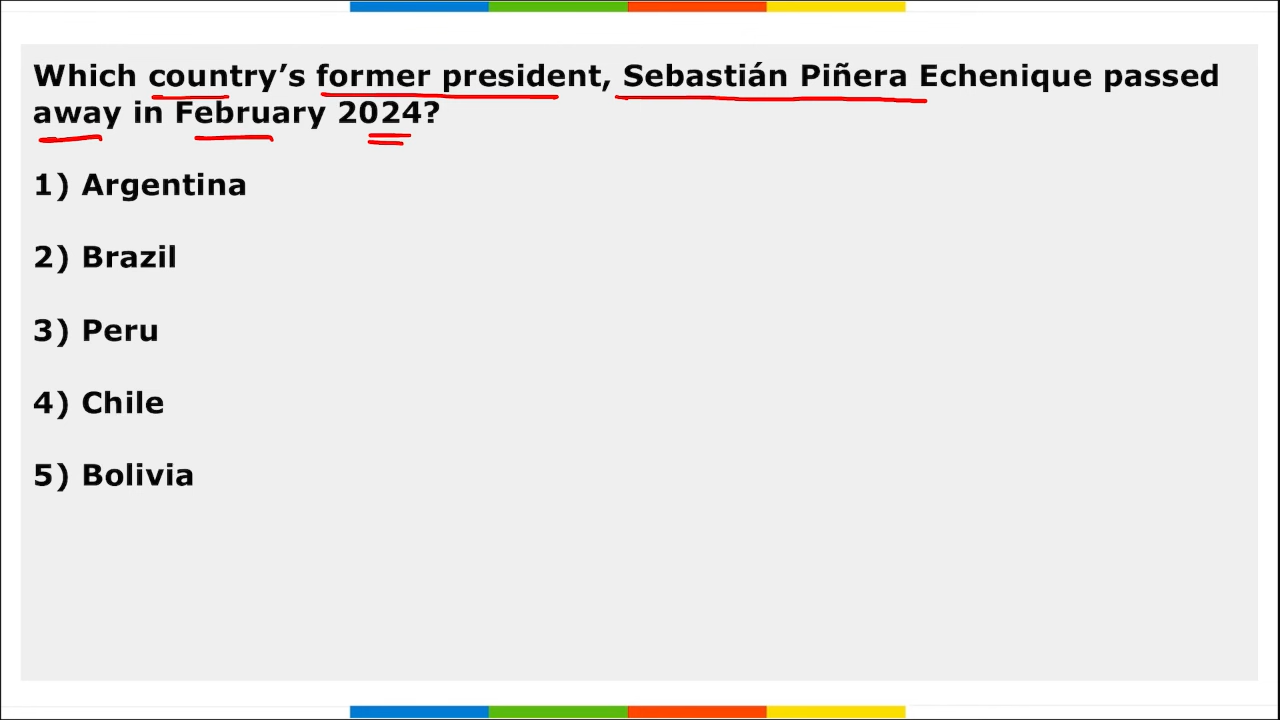 Which country’s former president, Sebastián Piñera Echenique passed
away in February 2024?
1) Argentina
2) Brazil
3) Peru
4) Chile
5) Bolivia